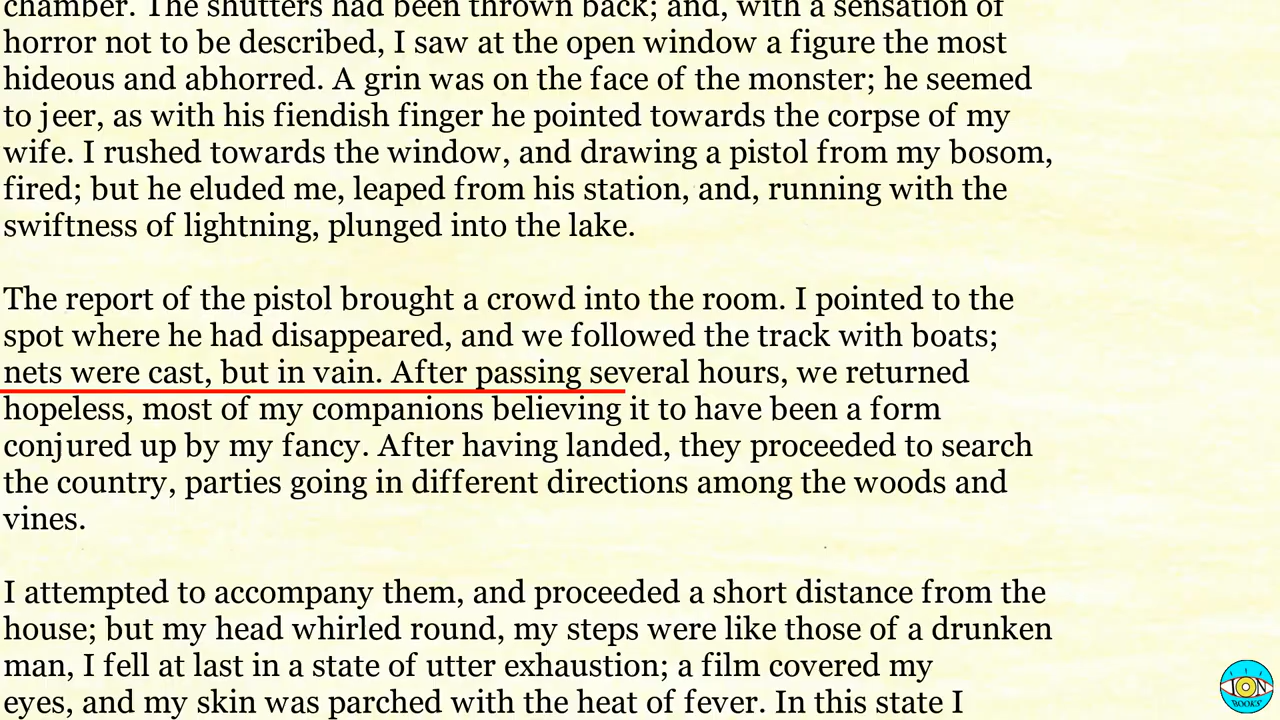 chamber. The shutters had been thrown back; and, with a sensation of
horror not to be described, I saw at the open window a figure the most
hideous and abhorred. A grin was on the face of the monster; he seemed
to jeer, as with his fiendish finger he pointed towards the corpse of my
wife. I rushed towards the window, and drawing a pistol from my bosom,
fired; but he eluded me, leaped from his station, and, running with the
swiftness of lightning, plunged into the lake.
The report of the pistol brought a crowd into the room. I pointed to the
spot where he had disappeared, and we followed the track with boats;
nets were cast, but in vain. After passing several hours, we returned
hopeless, most of my companions believing it to have been a form
conjured up by my fancy. After having landed, they proceeded to search
the country, parties going in different directions among the woods and
vines.
I attempted to accompany them, and proceeded a short distance from the
house; but my head whirled round, my steps were like those of a drunken
man, I fell at last in a state of utter exhaustion; a film covered my
eyes, and my skin was parched with the heat of fever. In this state I
ION
BOOKS